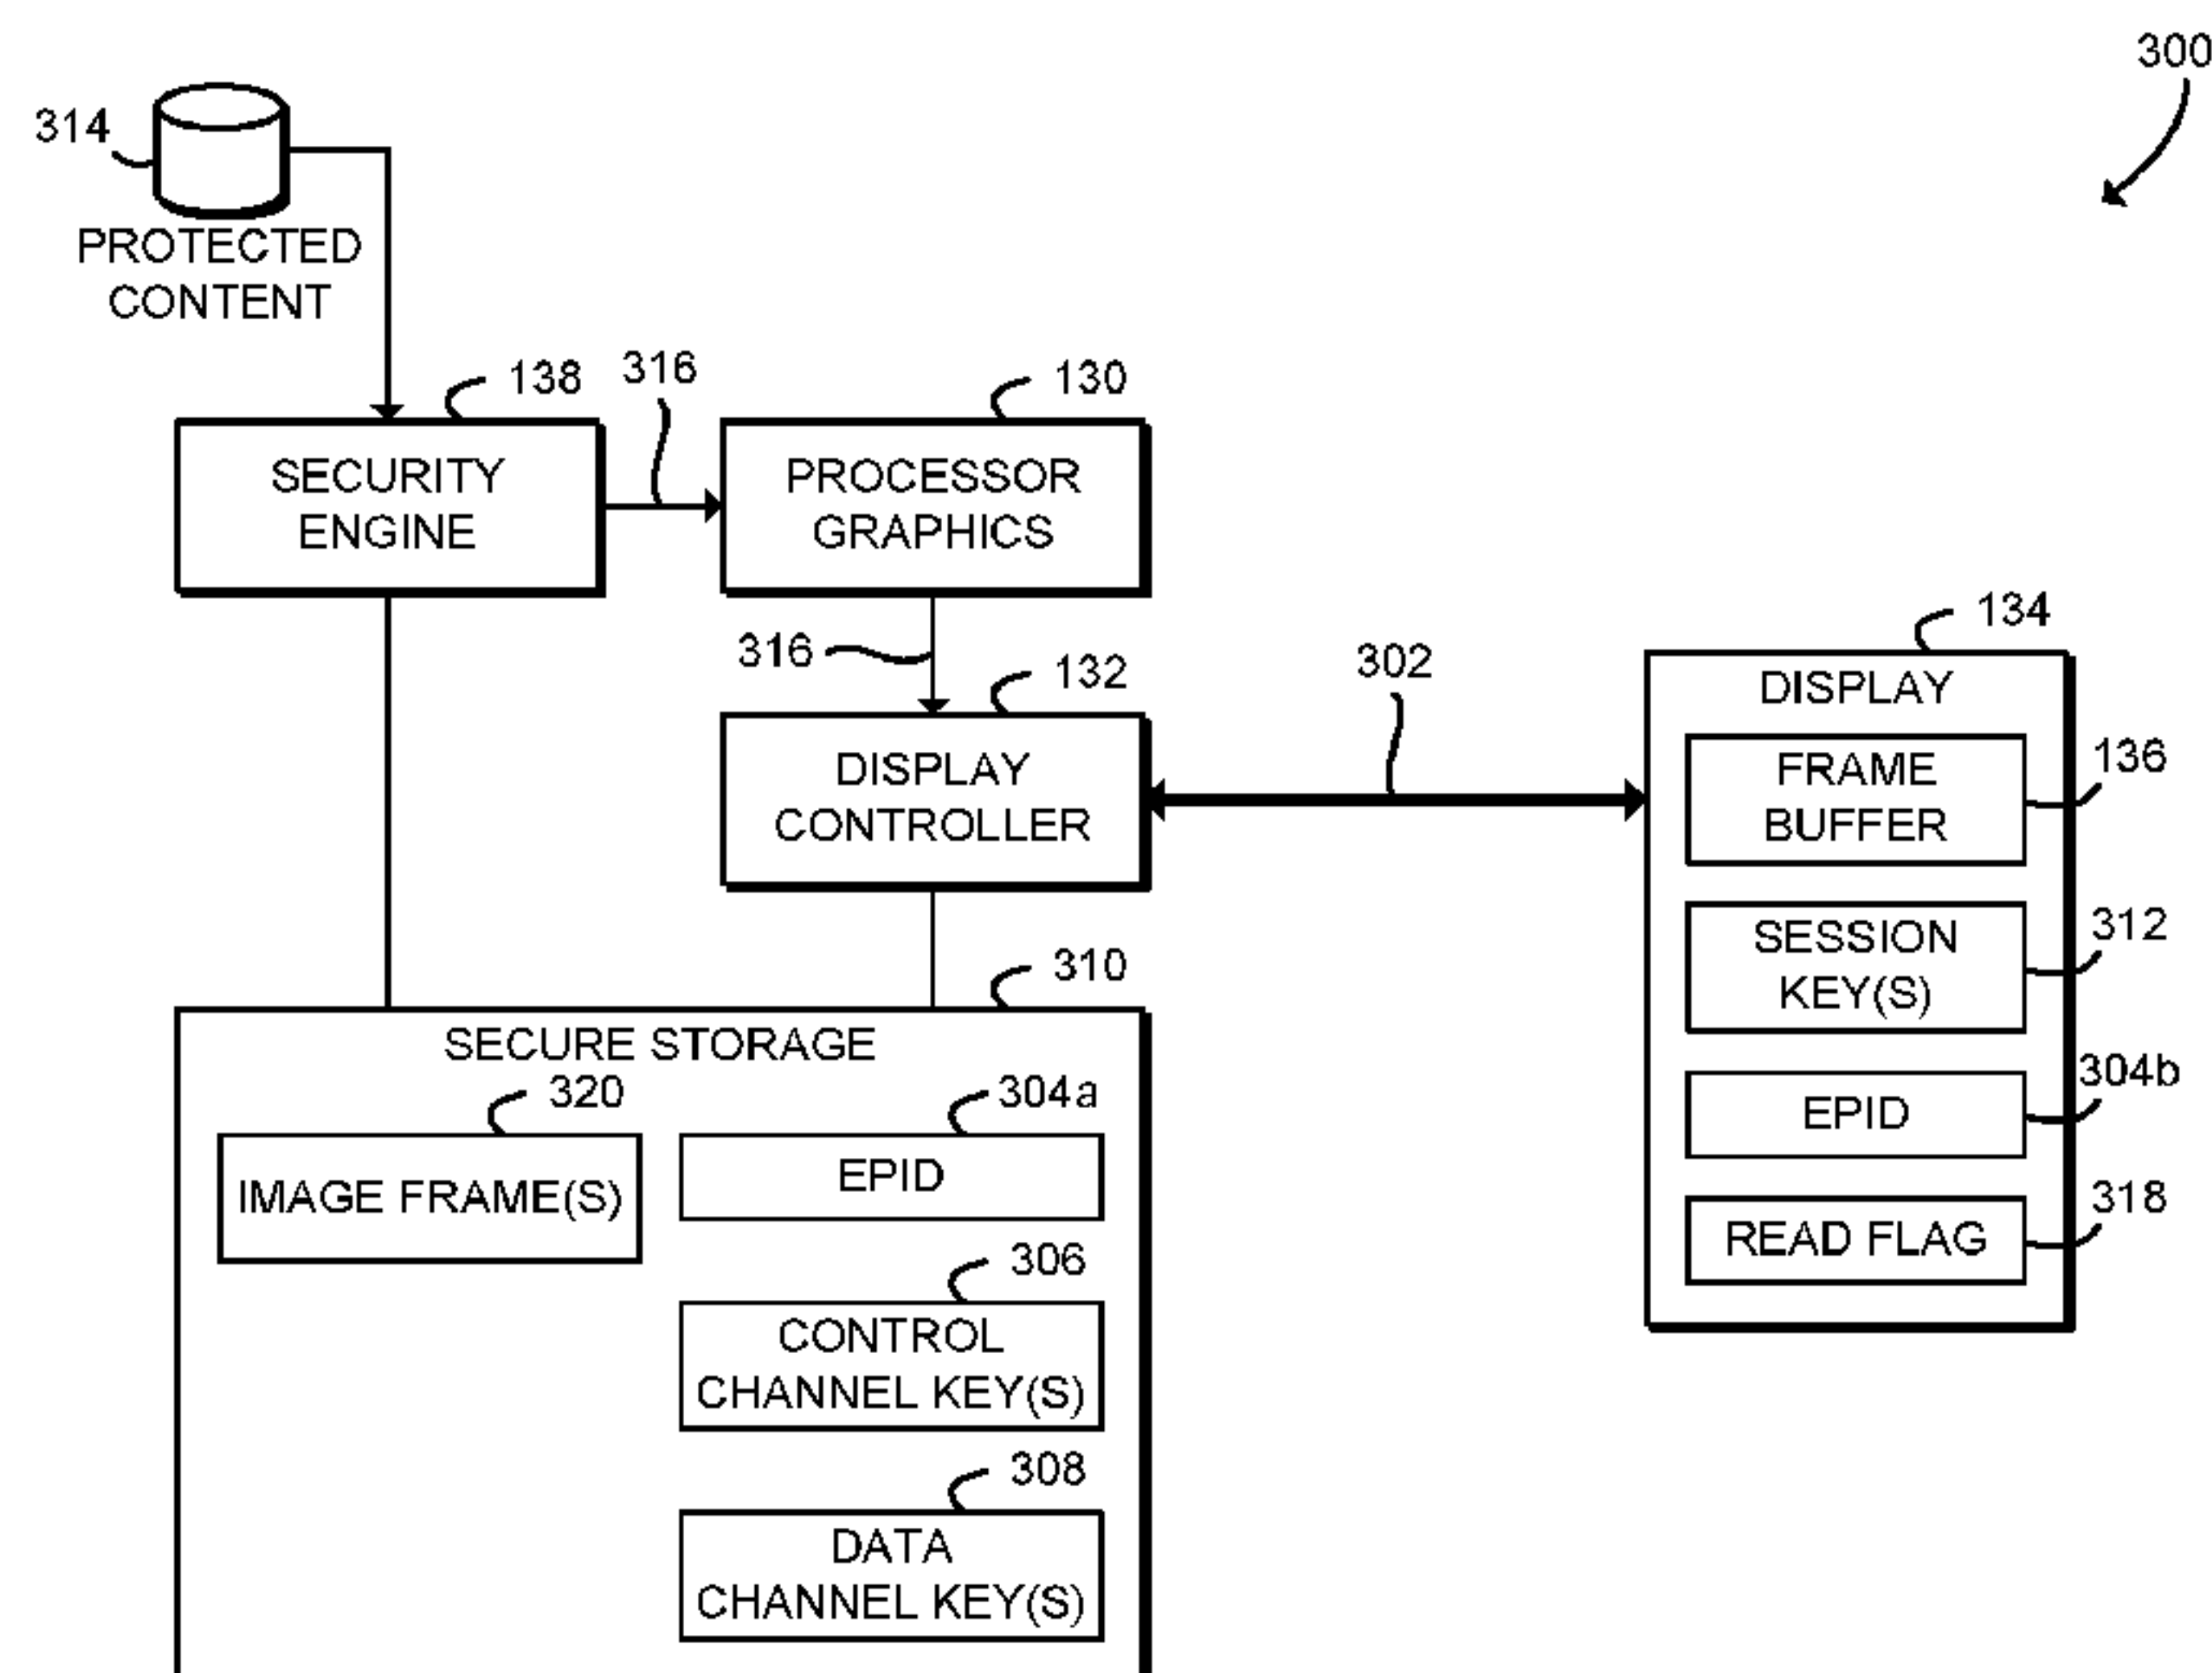 300
314
PROTECTED
CONTENT
138
316
130
SECURITY
ENGINE
PROCESSOR
GRAPHICS
316
132
302
134
DISPLAY
CONTROLLER
DISPLAY
FRAME
BUFFER
136
SESSION
KEY(S)
312
EPID
304b
READ FLAG
318
310
SECURE STORAGE
320
IMAGE FRAME(S)
304a
EPID
306
CONTROL
CHANNEL KEY(S)
308
DATA
CHANNEL KEY(S)